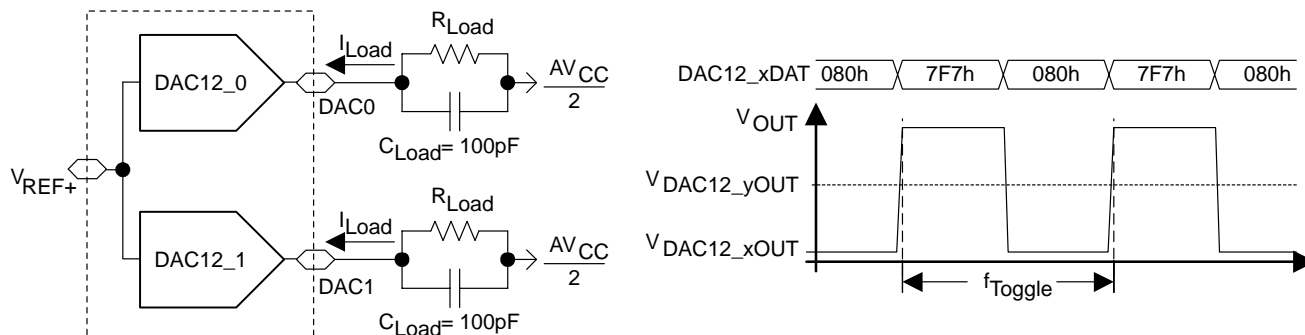 R Load
I Load
AV CC
2
DAC12_0
DAC0
C Load = 100pF
V REF+
R Load
I Load
AV CC
2
DAC12_1
DAC1
C Load = 100pF
DAC12_xDAT 080h 7F7h 080h 7F7h 080h
V OUT
V DAC12_yOUT
V DAC12_xOUT
f Toggle